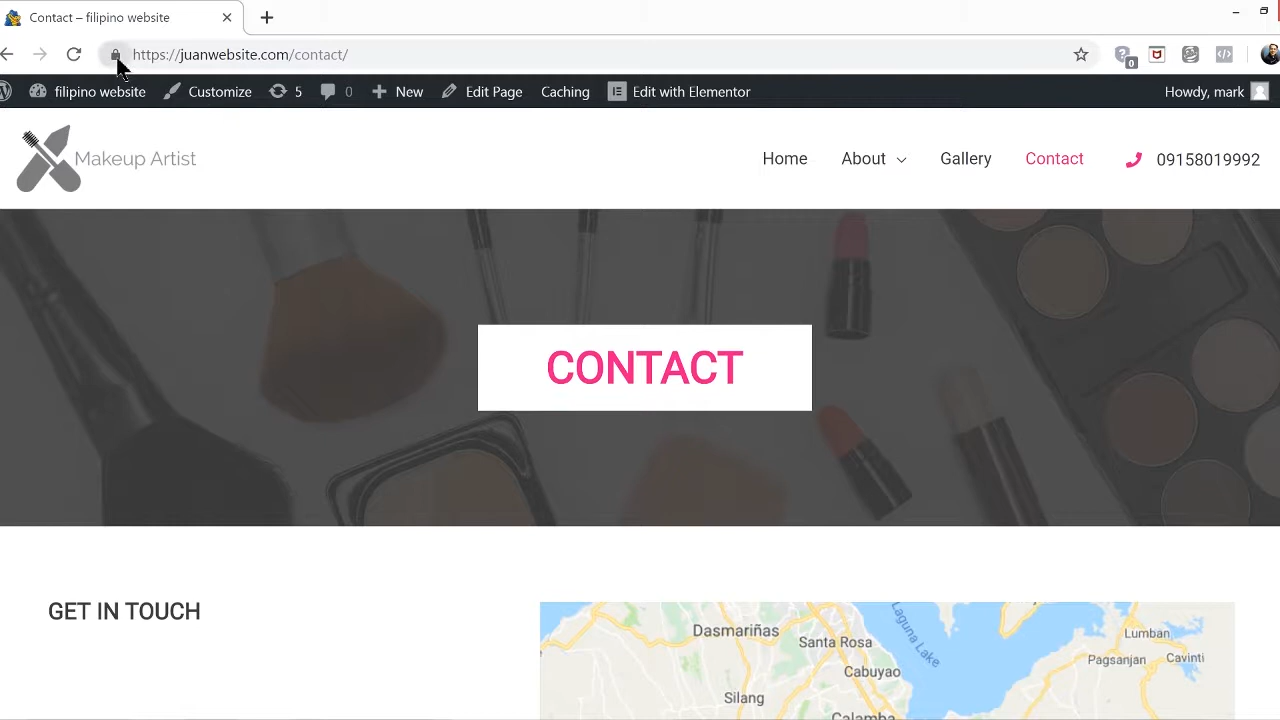 Contact – filipino website
https://juanwebsite.com/contact/
0
filipino website Customize 5 0 New Edit Page Caching Edit with Elementor Howdy, mark
Makeup Artist
Home About Gallery Contact 09158019992
CONTACT
GET IN TOUCH
Dasmariñas
Santa Rosa
Laguna Lake
Cabuyao
Silang
Calamba
Lumban
Pagsanjan
Cavinti